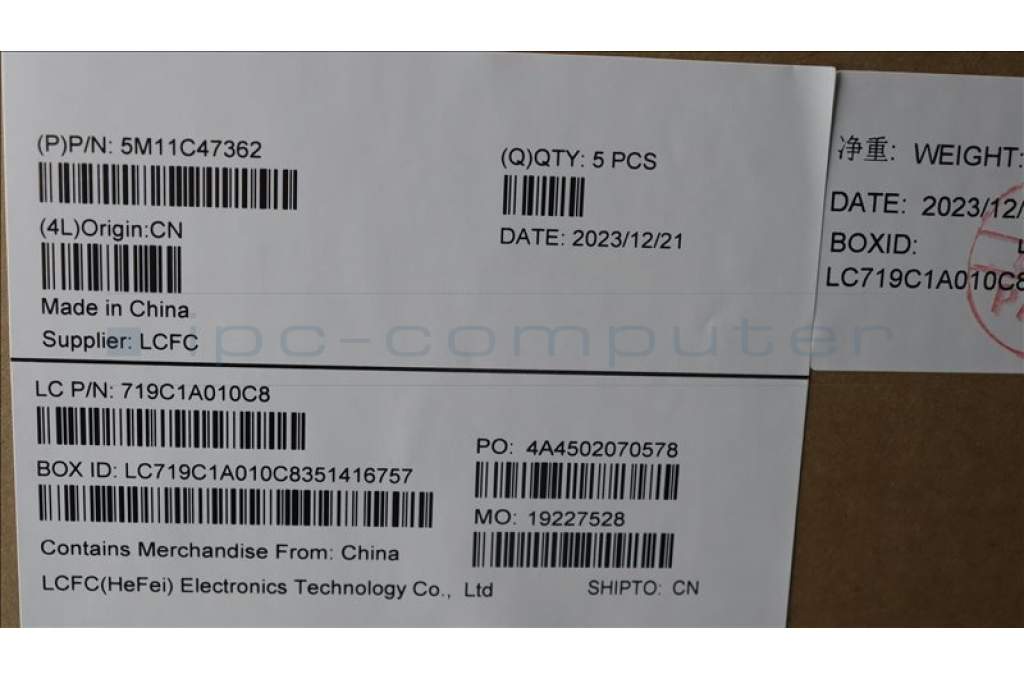 (P)P/N: 5M11C47362
(Q)QTY: 5 PCS
(4L)Origin:CN
DATE: 2023/12/21
Made in China
Supplier: LCFC
LC P/N: 719C1A010C8
PO: 4A4502070578
BOX ID: LC719C1A010C8351416757
MO: 19227528
Contains Merchandise From: China
LCFC(HeFei) Electronics Technology Co., Ltd
SHIPTO: CN
净重: WEIGHT:
DATE: 2023/12/
BOXID:
LC719C1A010C8
ipc-computer